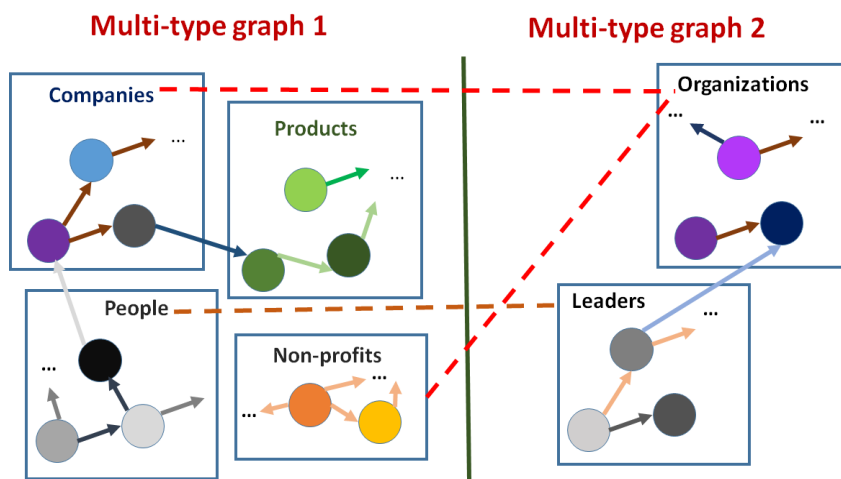 Multi-type graph 1
Multi-type graph 2
Companies
...
Products
...
People
...
Non-profits
...
...
Organizations
...
...
Leaders
...